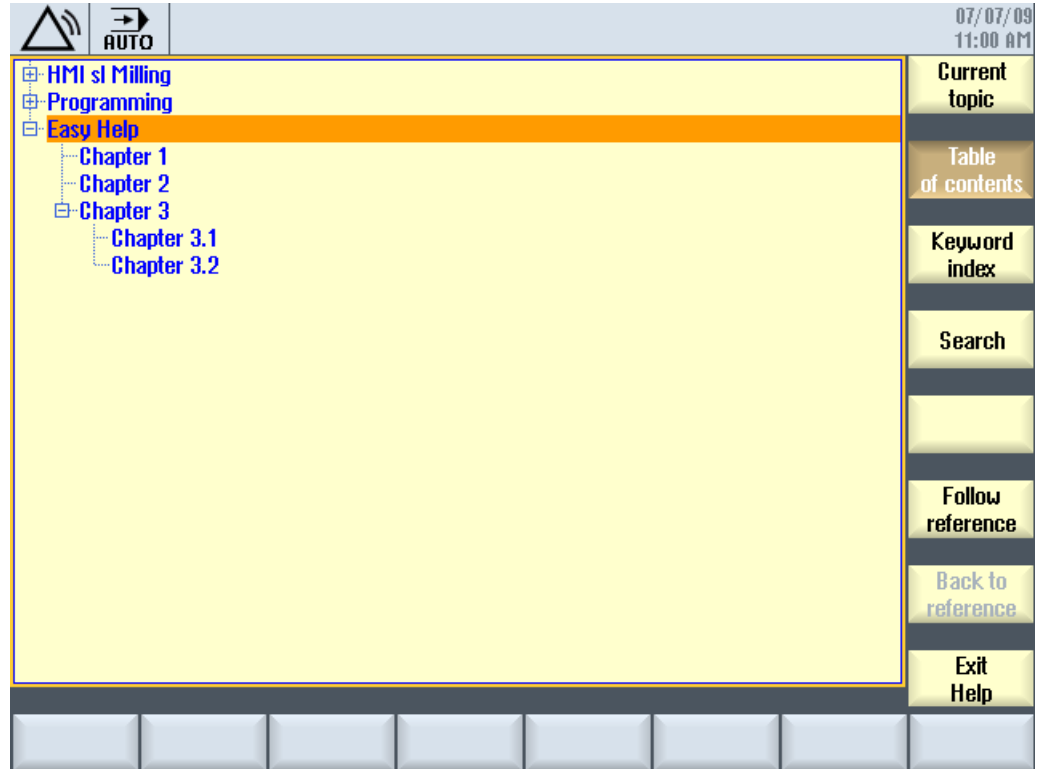 AUTO
07/07/09
11:00 AM
HMI sl Milling
Programming
Easy Help
Chapter 1
Chapter 2
Chapter 3
Chapter 3.1
Chapter 3.2
Current
topic
Table
of contents
Keyword
index
Search
Follow
reference
Back to
reference
Exit
Help